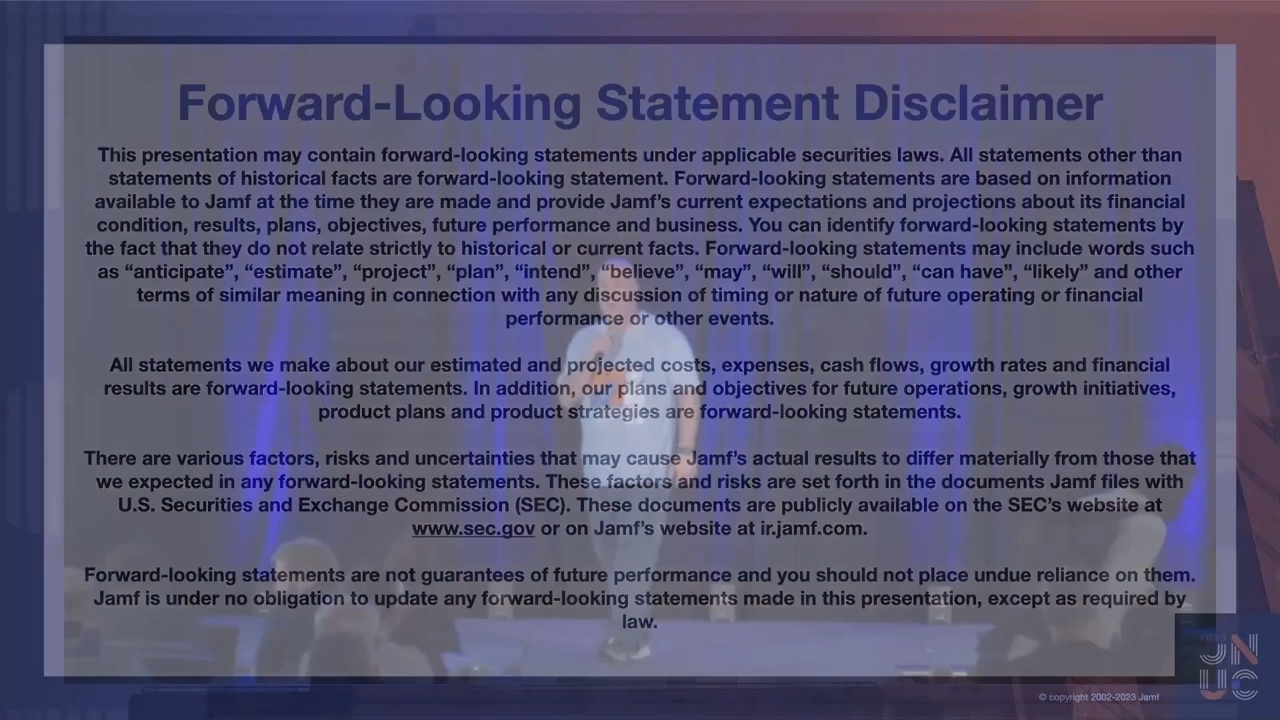 Forward-Looking Statement Disclaimer
This presentation may contain forward-looking statements under applicable securities laws. All statements other than
statements of historical facts are forward-looking statement. Forward-looking statements are based on information
available to Jamf at the time they are made and provide Jamf’s current expectations and projections about its financial
condition, results, plans, objectives, future performance and business. You can identify forward-looking statements by
the fact that they do not relate strictly to historical or current facts. Forward-looking statements may include words such
as “anticipate”, “estimate”, “project”, “plan”, “intend”, “believe”, “may”, “will”, “should”, “can have”, “likely” and other
terms of similar meaning in connection with any discussion of timing or nature of future operating or financial
performance or other events.
All statements we make about our estimated and projected costs, expenses, cash flows, growth rates and financial
results are forward-looking statements. In addition, our plans and objectives for future operations, growth initiatives,
product plans and product strategies are forward-looking statements.
There are various factors, risks and uncertainties that may cause Jamf’s actual results to differ materially from those that
we expected in any forward-looking statements. These factors and risks are set forth in the documents Jamf files with
U.S. Securities and Exchange Commission (SEC). These documents are publicly available on the SEC’s website at
www.sec.gov or on Jamf’s website at ir.jamf.com.
Forward-looking statements are not guarantees of future performance and you should not place undue reliance on them.
Jamf is under no obligation to update any forward-looking statements made in this presentation, except as required by
law.
2023
JN
UC
© copyright 2002-2023 Jamf